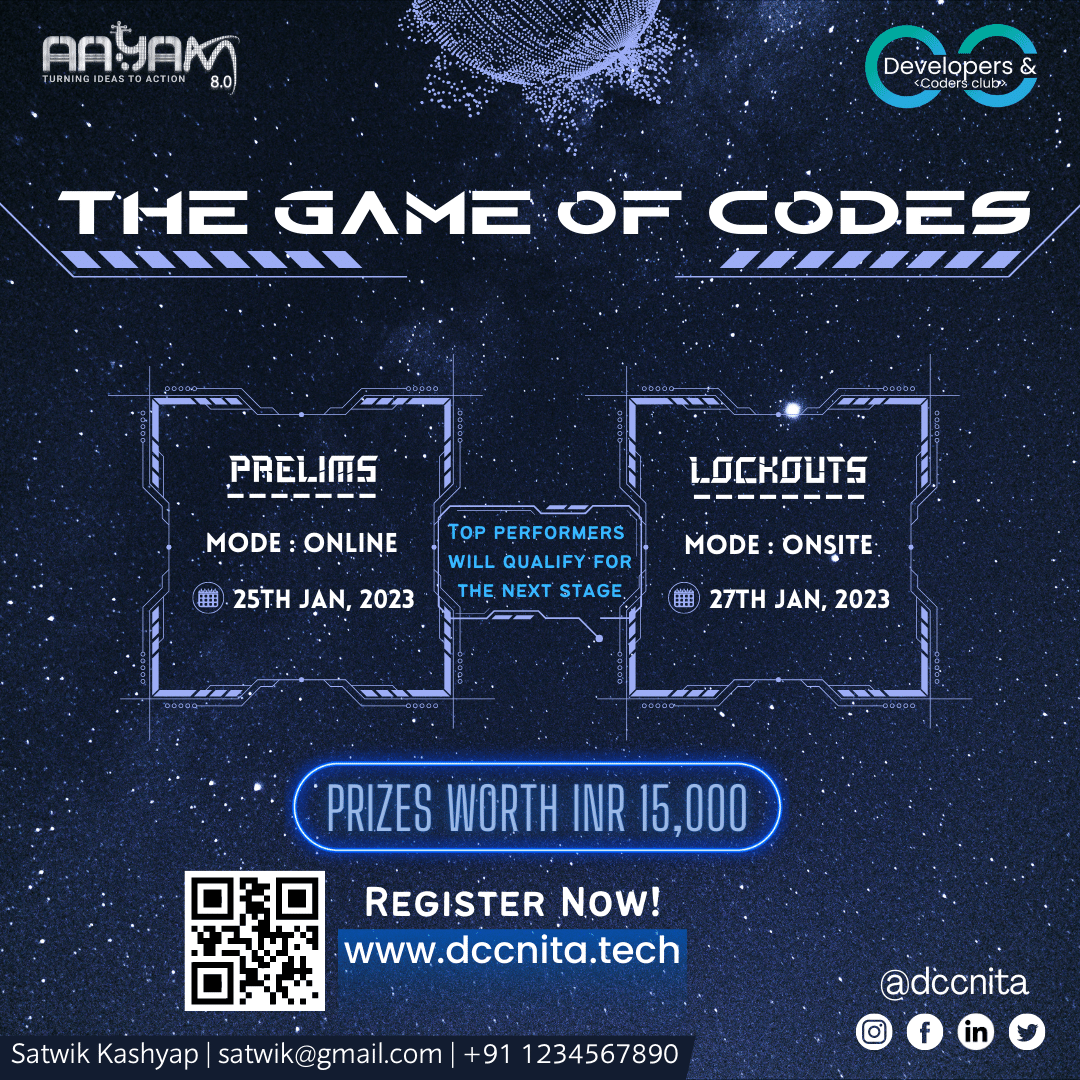 AAYAM
TURNING IDEAS TO ACTION
8.0
Developers &
<Coders club>
THE GAME OF CODES
PRELIMS
MODE : ONLINE
25TH JAN, 2023
TOP PERFORMERS
WILL QUALIFY FOR
THE NEXT STAGE
LOCKOUTS
MODE : ONSITE
27TH JAN, 2023
PRIZES WORTH INR 15,000
REGISTER NOW!
www.dccnita.tech
@dccnita
Satwik Kashyap | satwik@gmail.com | +91 1234567890